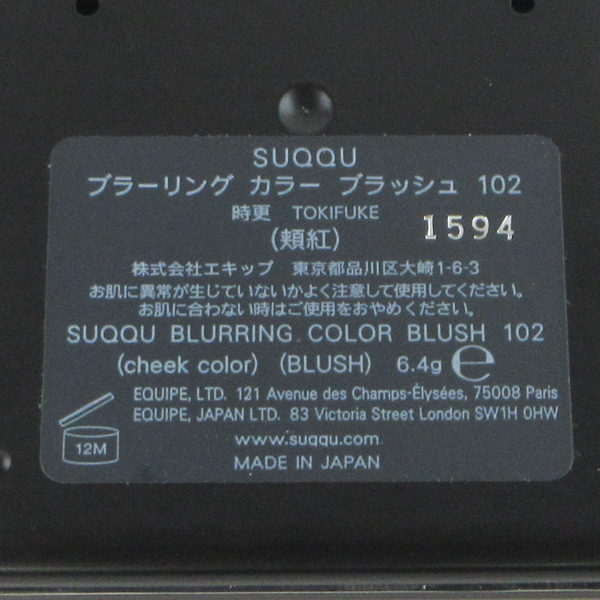 SUQQU
ブラーリング カラー ブラッシュ 102
時更 TOKIFUKE
1594
(頬紅)
株式会社エキップ 東京都品川区大崎1-6-3
お肌に異常が生じていないかよく注意して使用してください。
お肌に合わない時はご使用をおやめください。
SUQQU BLURRING COLOR BLUSH 102
(cheek color) (BLUSH) 6.4g ℮
EQUIPE, LTD. 121 Avenue des Champs-Élysées, 75008 Paris
EQUIPE, JAPAN LTD. 83 Victoria Street London SW1H 0HW
12M
www.suqqu.com
MADE IN JAPAN